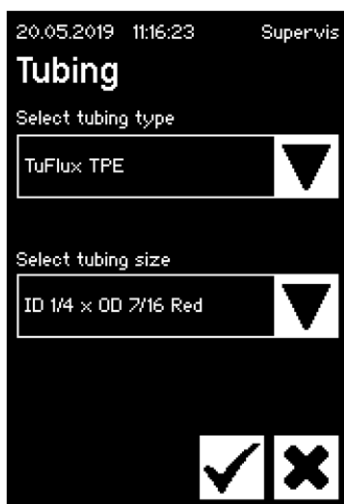 20.05.2019 11:16:23 Supervis
Tubing
Select tubing type
TuFlux TPE
Select tubing size
ID 1/4 x OD 7/16 Red